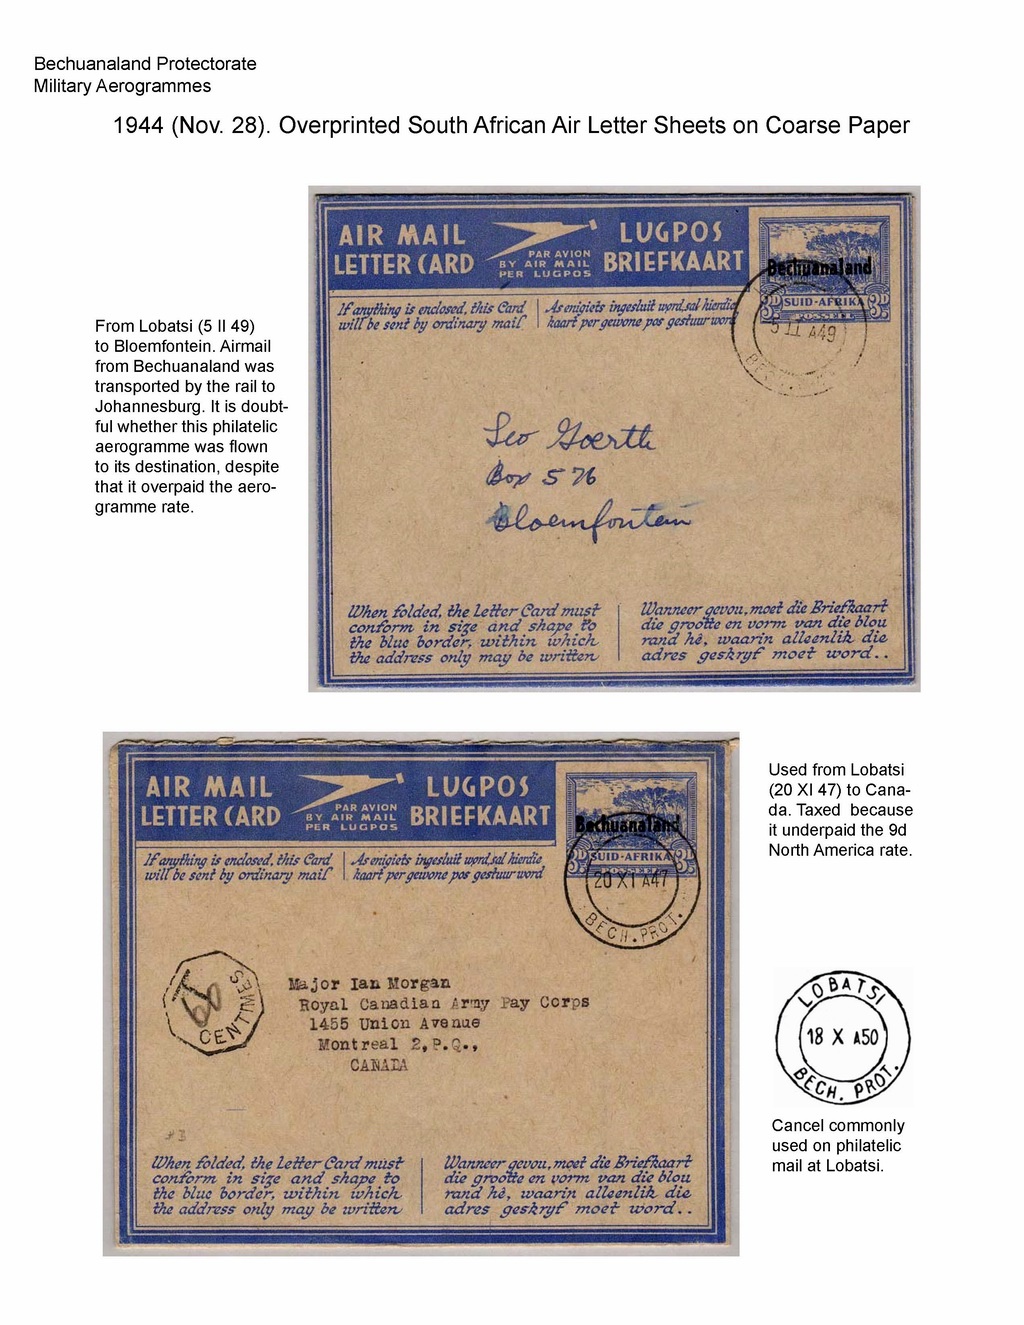 Bechuanaland Protectorate
Military Aerogrammes
1944 (Nov. 28). Overprinted South African Air Letter Sheets on Coarse Paper
AIR MAIL
LETTER CARD
PAR AVION
BY AIR MAIL
PER LUGPOS
LUGPOS
BRIEFKAART
Bechuanaland
3D SUID-AFRIKA 3D
POSSEËL
If anything is enclosed, this Card
will be sent by ordinary mail
As enigiets ingesluit word, sal hierdie
kaart per gewone pos gestuur word
5 II A49
BECH.
From Lobatsi (5 II 49)
to Bloemfontein. Airmail
from Bechuanaland was
transported by the rail to
Johannesburg. It is doubt-
ful whether this philatelic
aerogramme was flown
to its destination, despite
that it overpaid the aero-
gramme rate.
Leo Goerth
Box 576
Bloemfontein
When folded, the Letter Card must
conform in size and shape to
the blue border, within which
the address only may be written
Wanneer gevou, moet die Briefkaart
die grootte en vorm van die blou
rand hê, waarin alleenlik die
adres geskryf moet word..
AIR MAIL
LETTER CARD
PAR AVION
BY AIR MAIL
PER LUGPOS
LUGPOS
BRIEFKAART
Bechuanaland
3D SUID-AFRIKA 3D
If anything is enclosed, this Card
will be sent by ordinary mail
As enigiets ingesluit word, sal hierdie
kaart per gewone pos gestuur word
20 XI A47
BECH. PROT.
Used from Lobatsi
(20 XI 47) to Cana-
da. Taxed because
it underpaid the 9d
North America rate.
T
CENTIMES
Major Ian Morgan
Royal Canadian Army Pay Corps
1455 Union Avenue
Montreal 2, P.Q.,
CANADA
LOBATSI
18 X A50
BECH. PROT.
Cancel commonly
used on philatelic
mail at Lobatsi.
When folded, the Letter Card must
conform in size and shape to
the blue border, within which
the address only may be written
Wanneer gevou, moet die Briefkaart
die grootte en vorm van die blou
rand hê, waarin alleenlik die
adres geskryf moet word..